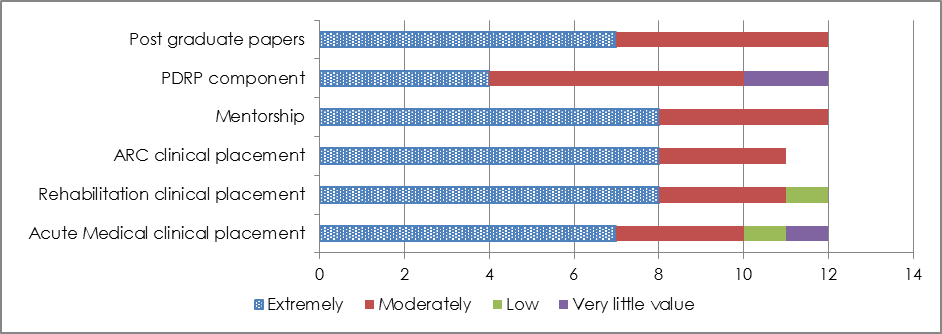 Post graduate papers
PDRP component
Mentorship
ARC clinical placement
Rehabilitation clinical placement
Acute Medical clinical placement
0 2 4 6 8 10 12 14
Extremely Moderately Low Very little value